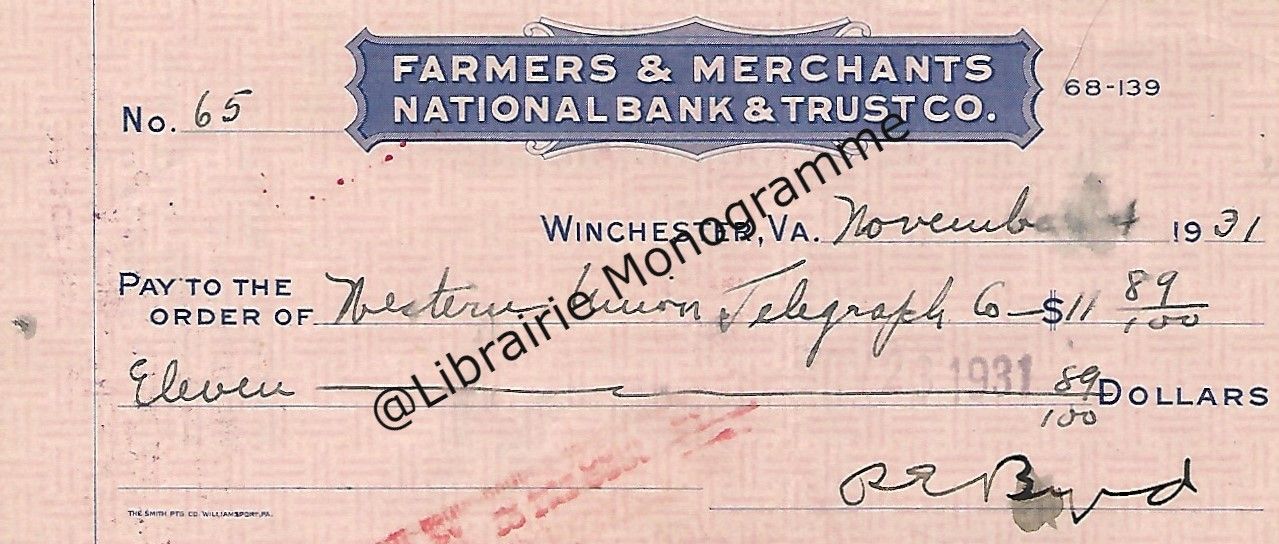 FARMERS & MERCHANTS
NATIONAL BANK & TRUST CO.
68-139
No. 65
WINCHESTER, VA. November 4 1931
PAY TO THE
ORDER OF Western Union Telegraph Co $11 89/100
1931
Eleven 89/100 DOLLARS
R E Byrd
THE SMITH PTG. CO. WILLIAMSPORT, PA.
@Librairie Monogramme